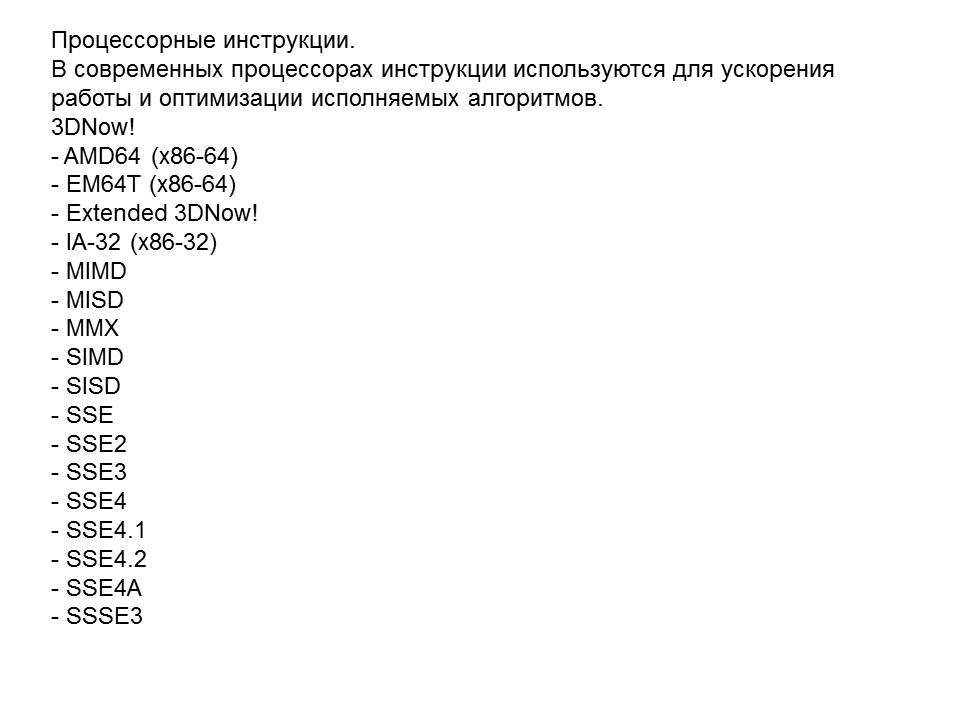 Процессорные инструкции.
В современных процессорах инструкции используются для ускорения
работы и оптимизации исполняемых алгоритмов.
3DNow!
- AMD64 (x86-64)
- EM64T (x86-64)
- Extended 3DNow!
- IA-32 (x86-32)
- MIMD
- MISD
- MMX
- SIMD
- SISD
- SSE
- SSE2
- SSE3
- SSE4
- SSE4.1
- SSE4.2
- SSE4A
- SSSE3